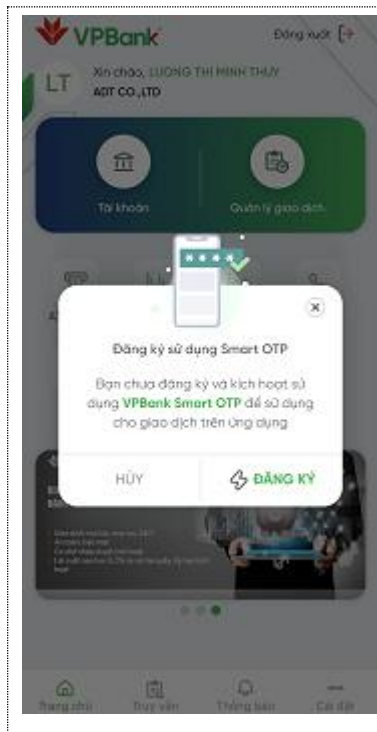 VPBank
Đăng xuất
LT
Xin chào, LUONG THI MINH THUY
ADT CO.,LTD
Tài khoản
Quản lý giao dịch
Đăng ký sử dụng Smart OTP
Bạn chưa đăng ký và kích hoạt sử
dụng VPBank Smart OTP để sử dụng
cho giao dịch trên ứng dụng
HỦY
ĐĂNG KÝ
Trang chủ
Truy vấn
Thông báo
Cài đặt